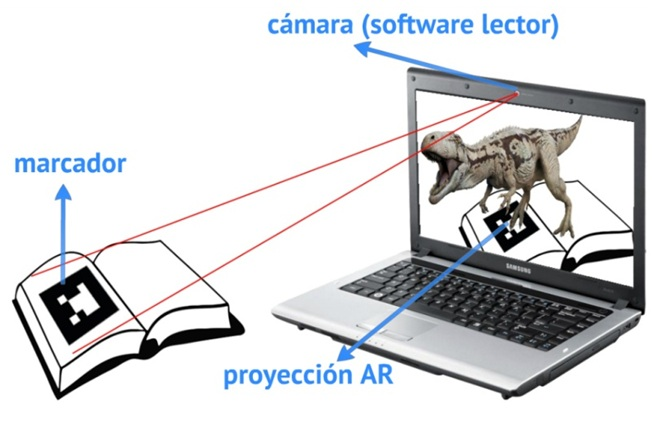 cámara (software lector)
marcador
SAMSUNG
proyección AR